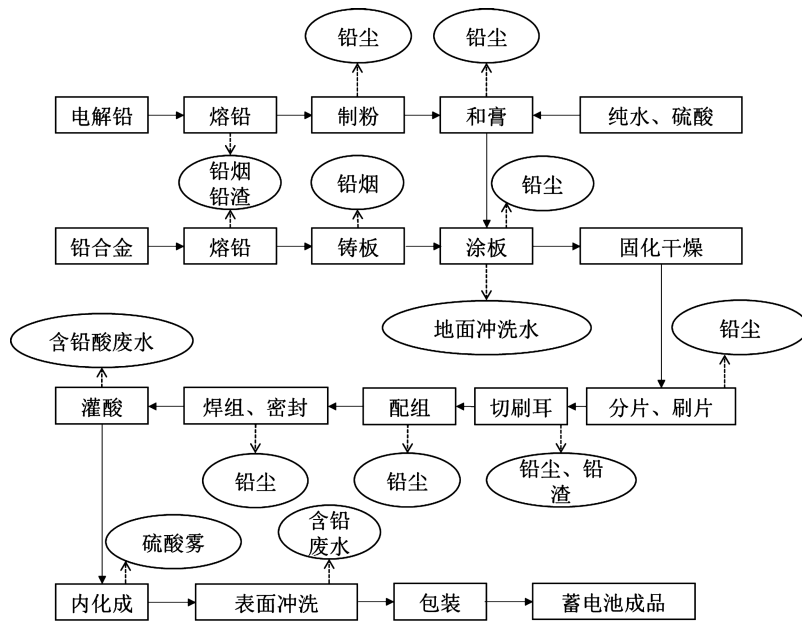 铅尘
铅尘
电解铅
熔铅
制粉
和膏
纯水、硫酸
铅烟
铅渣
铅烟
铅尘
铅合金
熔铅
铸板
涂板
固化干燥
含铅酸废水
地面冲洗水
铅尘
灌酸
焊组、密封
配组
切刷耳
分片、刷片
铅尘
铅尘
铅尘、铅
渣
硫酸雾
含铅
废水
内化成
表面冲洗
包装
蓄电池成品